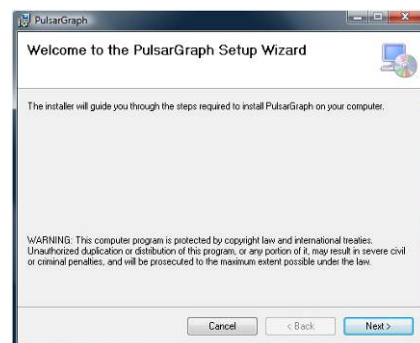 PulsarGraph
Welcome to the PulsarGraph Setup Wizard
The installer will guide you through the steps required to install PulsarGraph on your computer.
WARNING: This computer program is protected by copyright law and international treaties.
Unauthorized duplication or distribution of this program, or any portion of it, may result in severe civil
or criminal penalties, and will be prosecuted to the maximum extent possible under the law.
Cancel
< Back
Next >